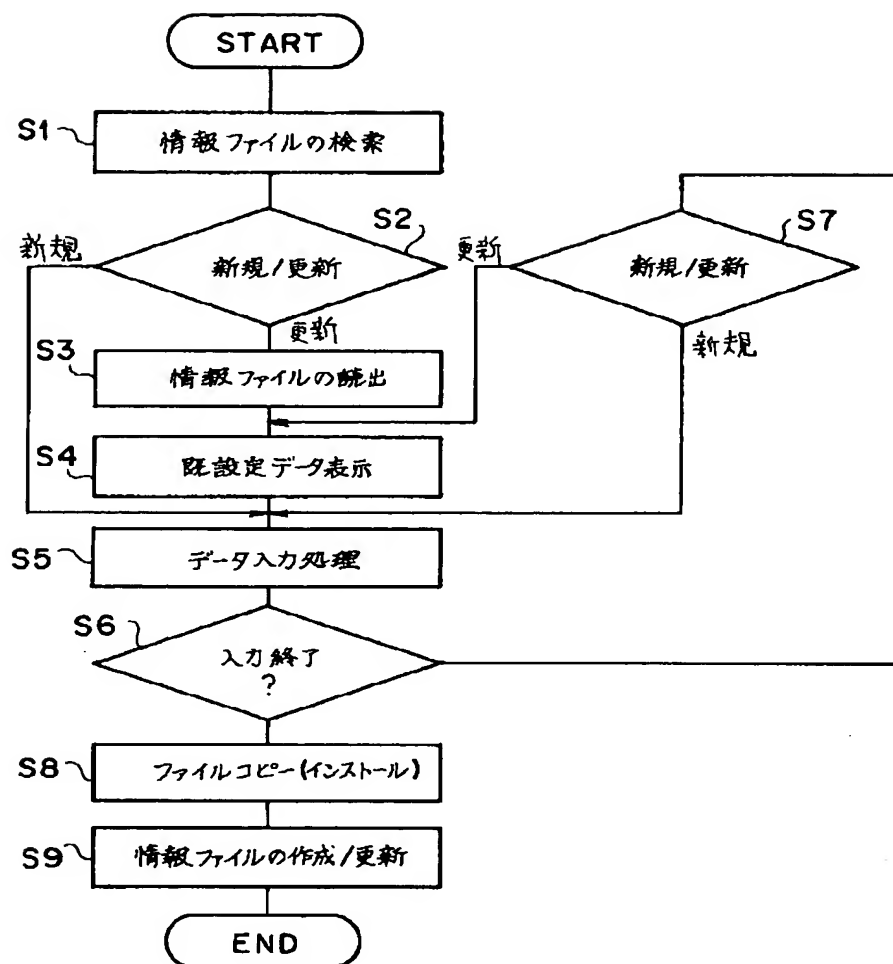 START
S1
情報ファイルの検索
S2
新規
新規/更新
更新
S7
更新
新規/更新
新規
S3
情報ファイルの読出
S4
既設定データ表示
S5
データ入力処理
S6
入力終了
?
S8
ファイルコピー(インストール)
S9
情報ファイルの作成/更新
END